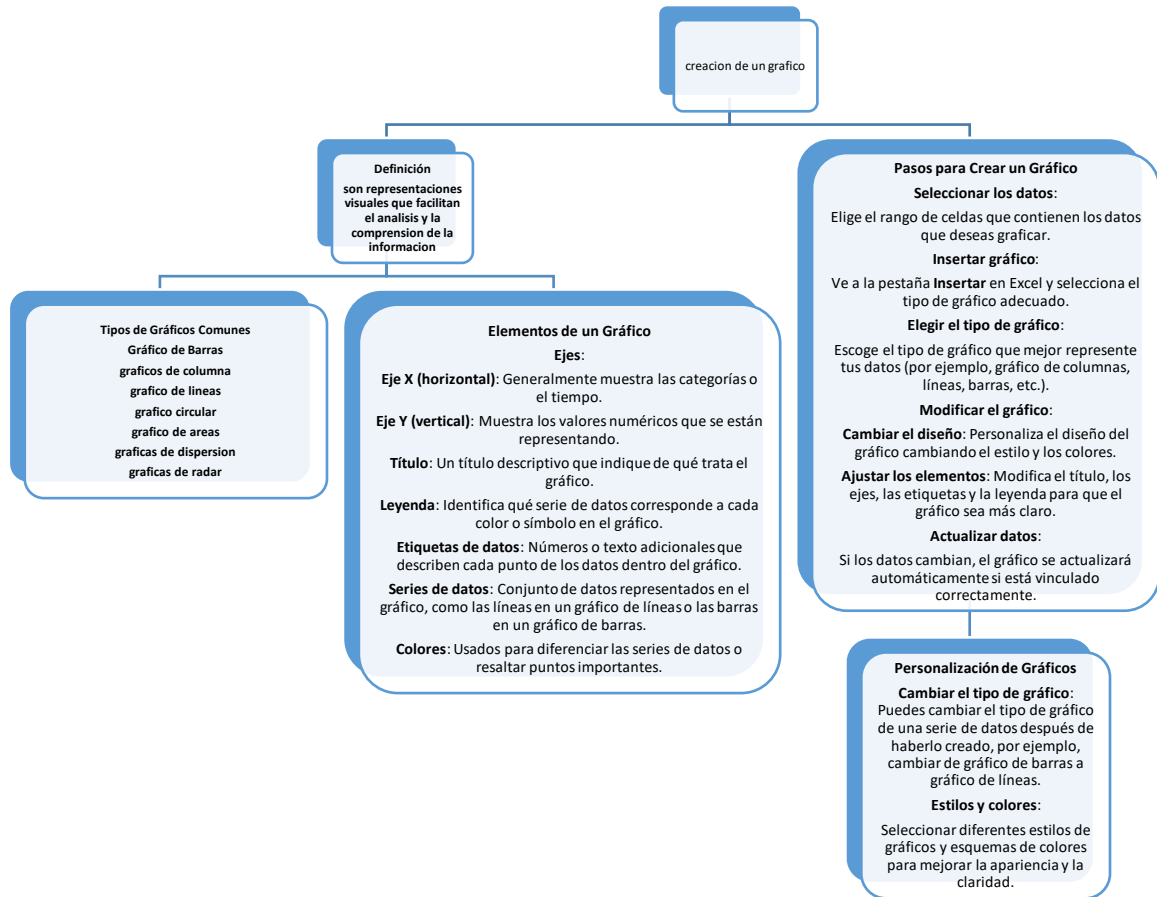 creacion de un grafico
Definición
son representaciones
visuales que facilitan
el analisis y la
comprension de la
informacion
Tipos de Gráficos Comunes
Gráfico de Barras
graficos de columna
grafico de lineas
grafico circular
grafico de areas
graficas de dispersion
graficas de radar
Elementos de un Gráfico
Ejes:
Eje X (horizontal): Generalmente muestra las categorías o
el tiempo.
Eje Y (vertical): Muestra los valores numéricos que se están
representando.
Título: Un título descriptivo que indique de qué trata el
gráfico.
Leyenda: Identifica qué serie de datos corresponde a cada
color o símbolo en el gráfico.
Etiquetas de datos: Números o texto adicionales que
describen cada punto de los datos dentro del gráfico.
Series de datos: Conjunto de datos representados en el
gráfico, como las líneas en un gráfico de líneas o las barras
en un gráfico de barras.
Colores: Usados para diferenciar las series de datos o
resaltar puntos importantes.
Pasos para Crear un Gráfico
Seleccionar los datos:
Elige el rango de celdas que contienen los datos
que deseas graficar.
Insertar gráfico:
Ve a la pestaña Insertar en Excel y selecciona el
tipo de gráfico adecuado.
Elegir el tipo de gráfico:
Escoge el tipo de gráfico que mejor represente
tus datos (por ejemplo, gráfico de columnas,
líneas, barras, etc.).
Modificar el gráfico:
Cambiar el diseño: Personaliza el diseño del
gráfico cambiando el estilo y los colores.
Ajustar los elementos: Modifica el título, los
ejes, las etiquetas y la leyenda para que el
gráfico sea más claro.
Actualizar datos:
Si los datos cambian, el gráfico se actualizará
automáticamente si está vinculado
correctamente.
Personalización de Gráficos
Cambiar el tipo de gráfico:
Puedes cambiar el tipo de gráfico
de una serie de datos después de
haberlo creado, por ejemplo,
cambiar de gráfico de barras a
gráfico de líneas.
Estilos y colores:
Seleccionar diferentes estilos de
gráficos y esquemas de colores
para mejorar la apariencia y la
claridad.